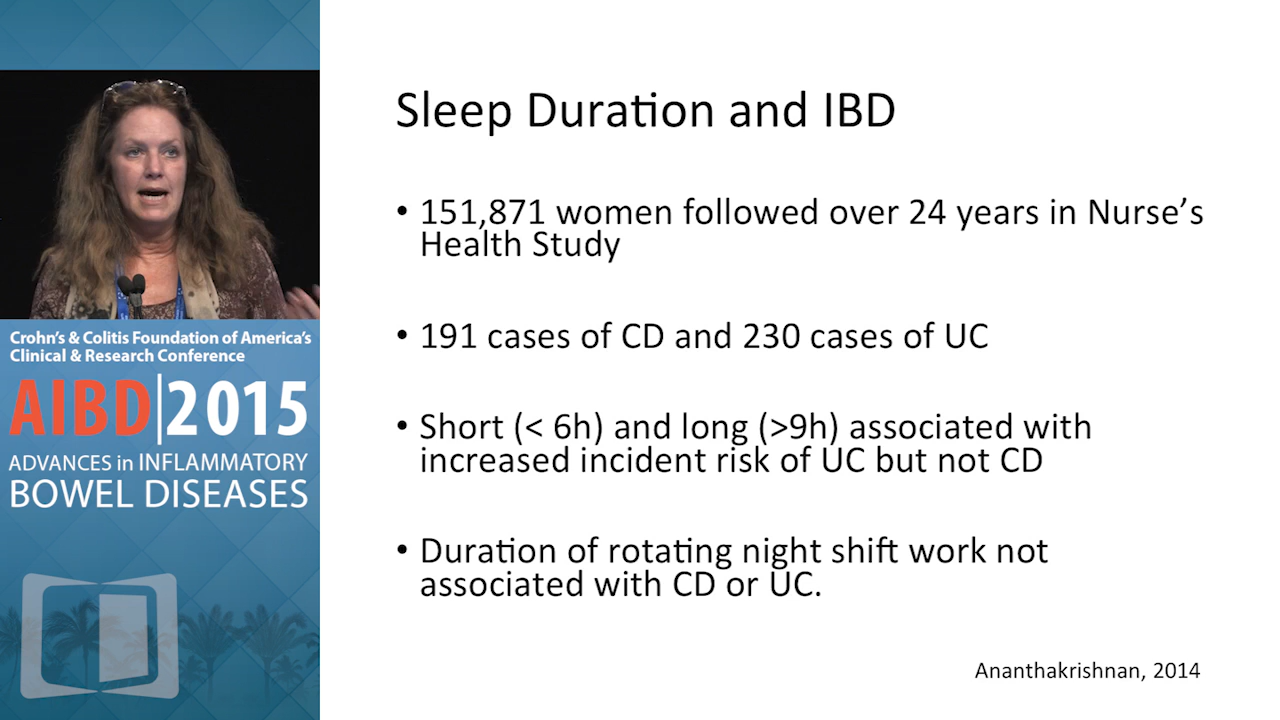 Sleep Duration and IBD
• 151,871 women followed over 24 years in Nurse’s
Health Study
• 191 cases of CD and 230 cases of UC
• Short (< 6h) and long (>9h) associated with
increased incident risk of UC but not CD
• Duration of rotating night shift work not
associated with CD or UC.
Ananthakrishnan, 2014
Crohn’s & Colitis Foundation of America’s
Clinical & Research Conference
AIBD|2015
ADVANCES in INFLAMMATORY
BOWEL DISEASES